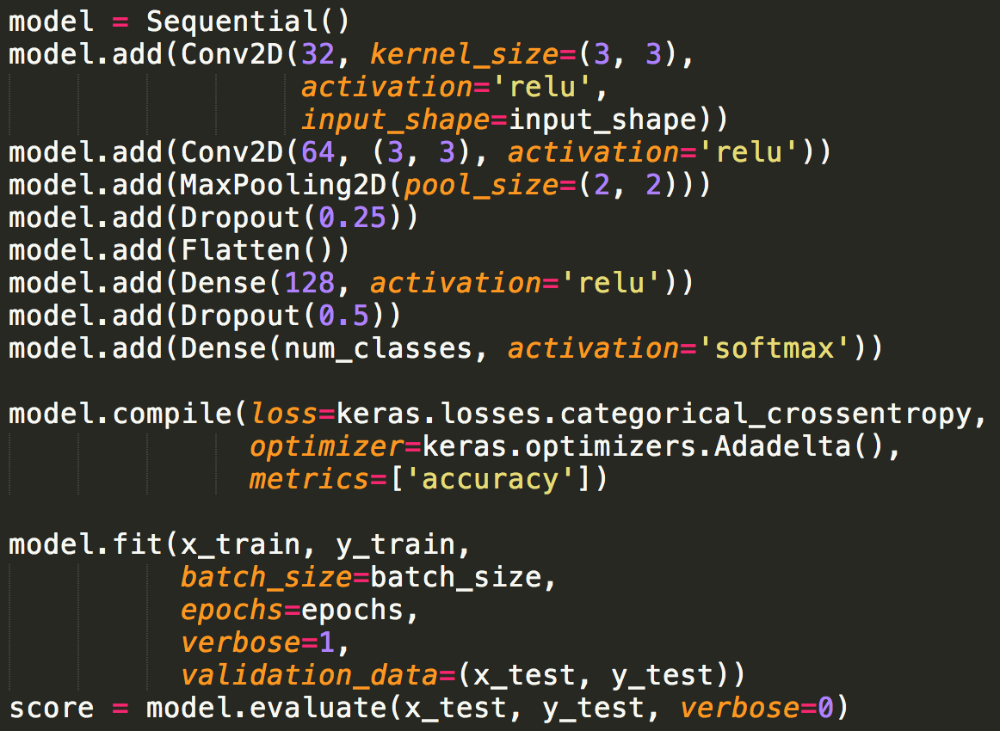 model = Sequential()
model.add(Conv2D(32, kernel_size=(3, 3),
                 activation='relu',
                 input_shape=input_shape))
model.add(Conv2D(64, (3, 3), activation='relu'))
model.add(MaxPooling2D(pool_size=(2, 2)))
model.add(Dropout(0.25))
model.add(Flatten())
model.add(Dense(128, activation='relu'))
model.add(Dropout(0.5))
model.add(Dense(num_classes, activation='softmax'))

model.compile(loss=keras.losses.categorical_crossentropy,
              optimizer=keras.optimizers.Adadelta(),
              metrics=['accuracy'])

model.fit(x_train, y_train,
          batch_size=batch_size,
          epochs=epochs,
          verbose=1,
          validation_data=(x_test, y_test))
score = model.evaluate(x_test, y_test, verbose=0)